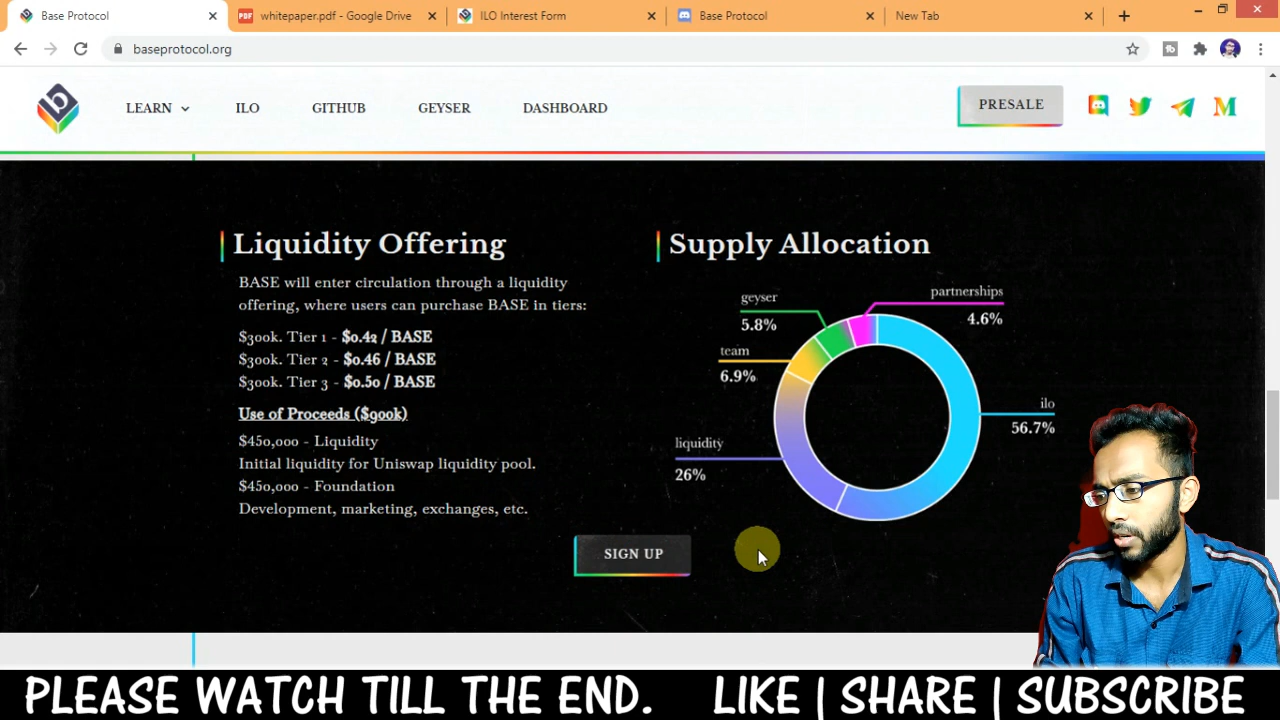 Base Protocol
whitepaper.pdf - Google Drive
ILO Interest Form
Base Protocol
New Tab
baseprotocol.org
LEARN
ILO
GITHUB
GEYSER
DASHBOARD
PRESALE
Liquidity Offering
BASE will enter circulation through a liquidity
offering, where users can purchase BASE in tiers:
$300k. Tier 1 - $0.42 / BASE
$300k. Tier 2 - $0.46 / BASE
$300k. Tier 3 - $0.50 / BASE
Use of Proceeds ($900k)
$450,000 - Liquidity
Initial liquidity for Uniswap liquidity pool.
$450,000 - Foundation
Development, marketing, exchanges, etc.
Supply Allocation
geyser
5.8%
partnerships
4.6%
team
6.9%
ilo
56.7%
liquidity
26%
SIGN UP
PLEASE WATCH TILL THE END. LIKE | SHARE | SUBSCRIBE